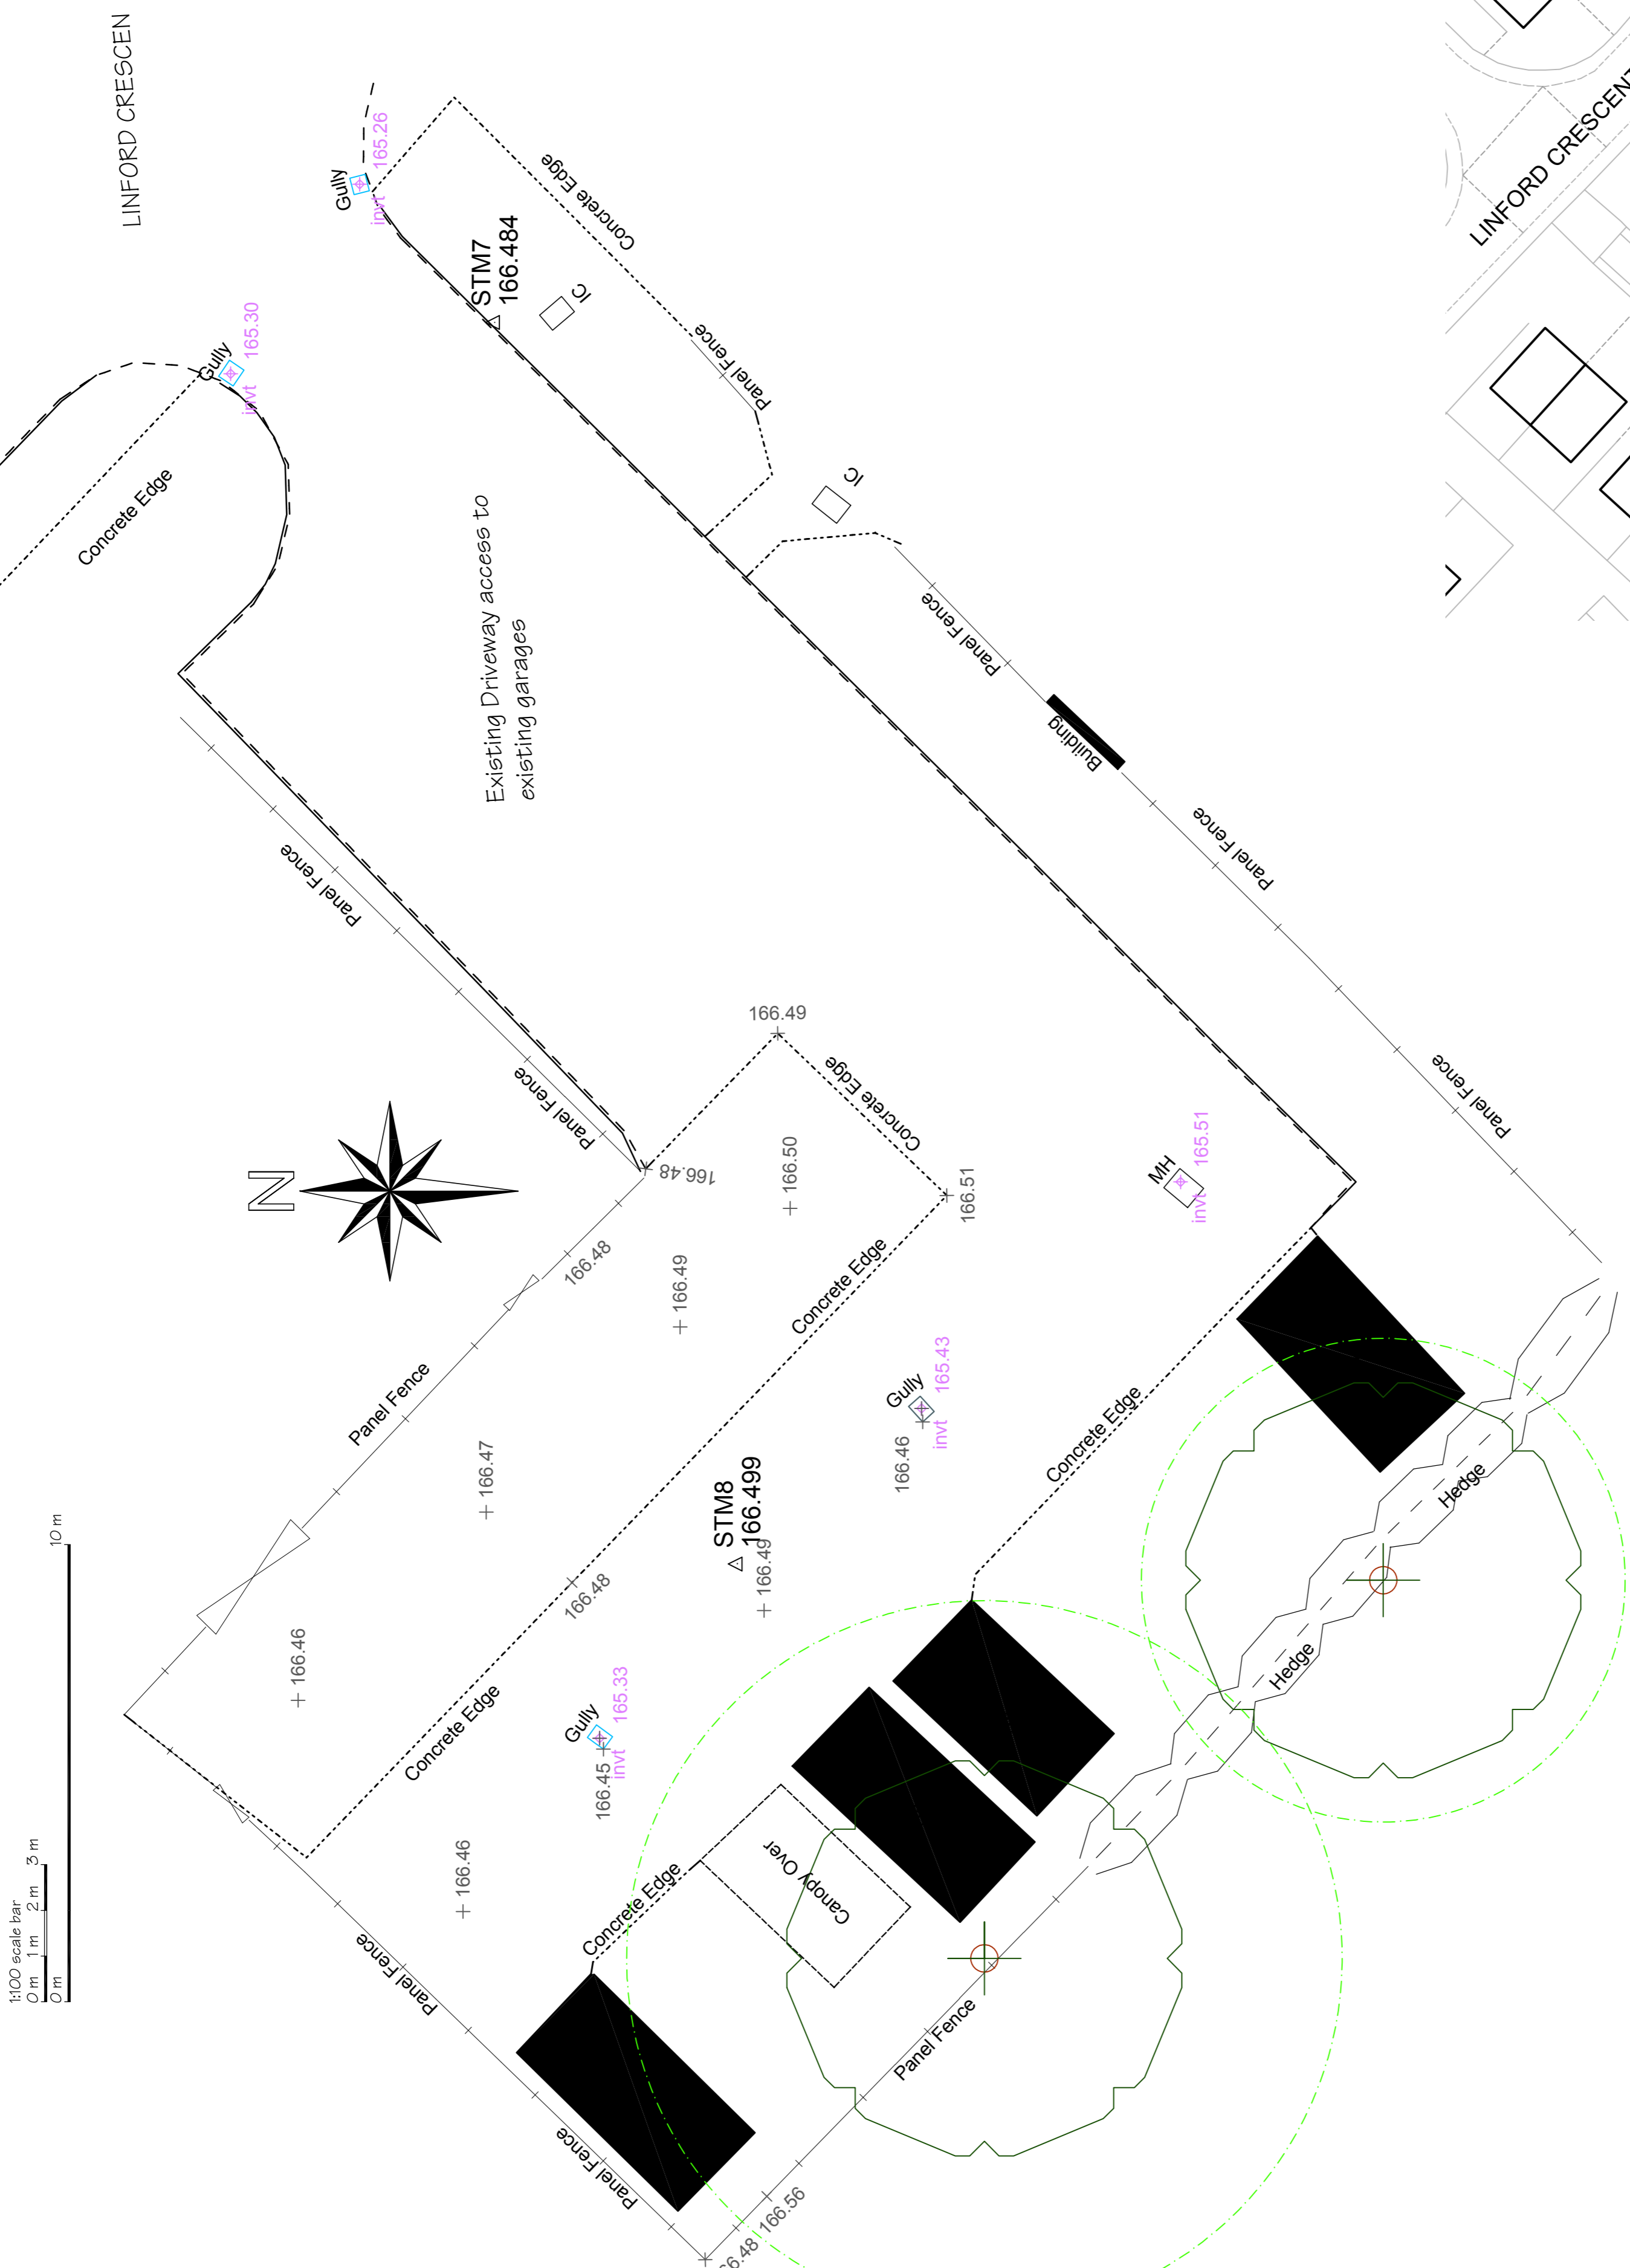 LINFORD CRESCEN
Gully
invt 165.26
Concrete Edge
LINFORD CRESCENT
STM7
166.484
IC
Gully
invt 165.30
Panel Fence
Concrete Edge
IC
Existing Driveway access to
existing garages
Panel Fence
Building
Panel Fence
Panel Fence
166.49
Concrete Edge
Panel Fence
Panel Fence
N
166.48
166.50
166.51
MH
invt 165.51
166.48
166.49
Concrete Edge
Panel Fence
Gully
invt 165.43
166.46
Concrete Edge
166.47
STM8
166.499
166.49
Hedge
10 m
166.48
166.46
Hedge
Concrete Edge
Gully
invt 165.33
166.45
Canopy Over
166.46
Concrete Edge
1:100 scale bar
0 m 1 m 2 m 3 m
0 m
Panel Fence
Panel Fence
Panel Fence
166.56
66.48